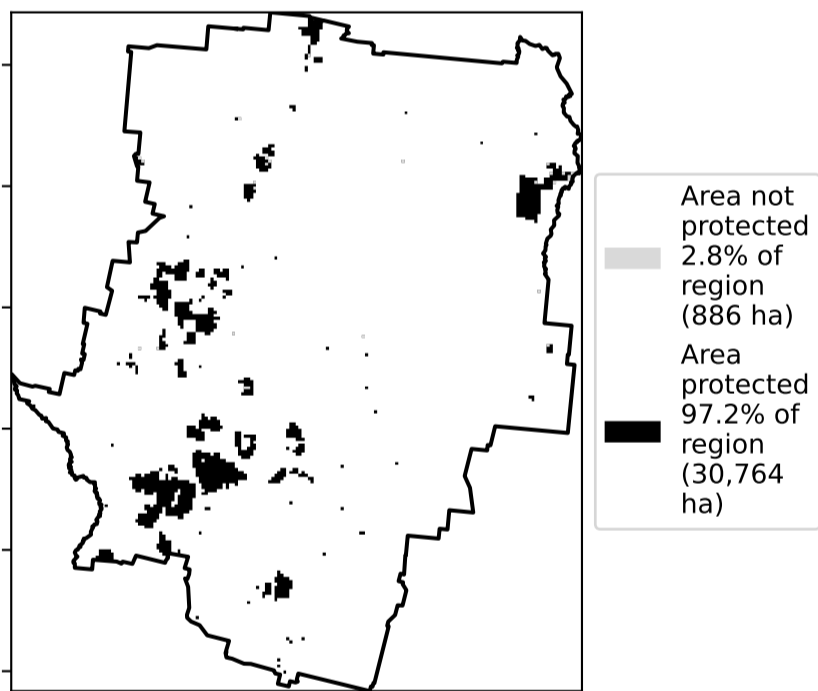 Area not
protected
2.8% of
region
(886 ha)
Area
protected
97.2% of
region
(30,764
ha)